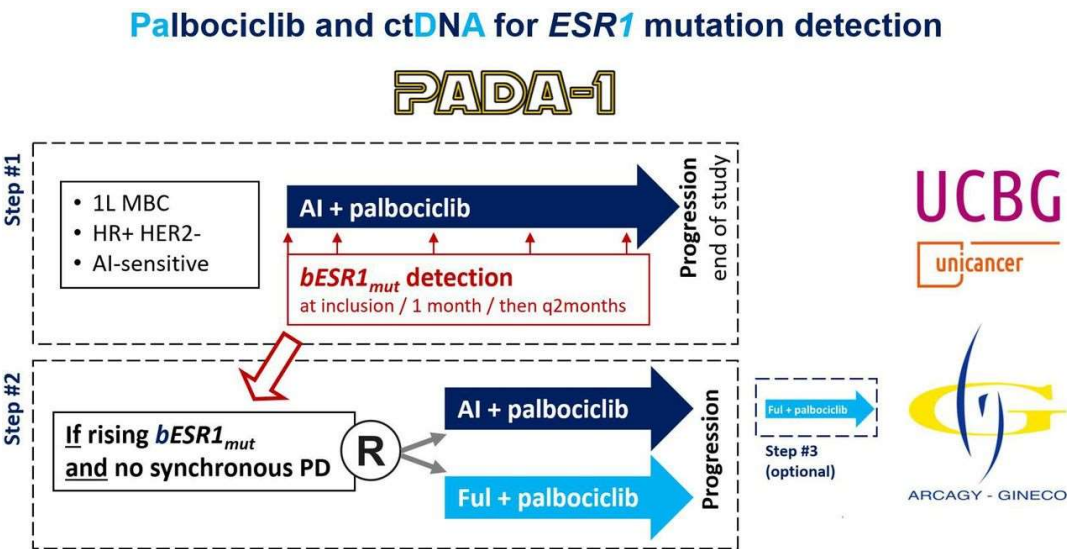 Palbociclib and ctDNA for ESR1 mutation detection
PADA-1
Step #1
• 1L MBC
• HR+ HER2-
• AI-sensitive
AI + palbociclib
bESR1mut detection
at inclusion / 1 month / then q2months
Progression
end of study
UCBG
unicancer
Step #2
If rising bESR1mut
and no synchronous PD
R
AI + palbociclib
Ful + palbociclib
Progression
Ful + palbociclib
Step #3
(optional)
G
ARCAGY - GINECO